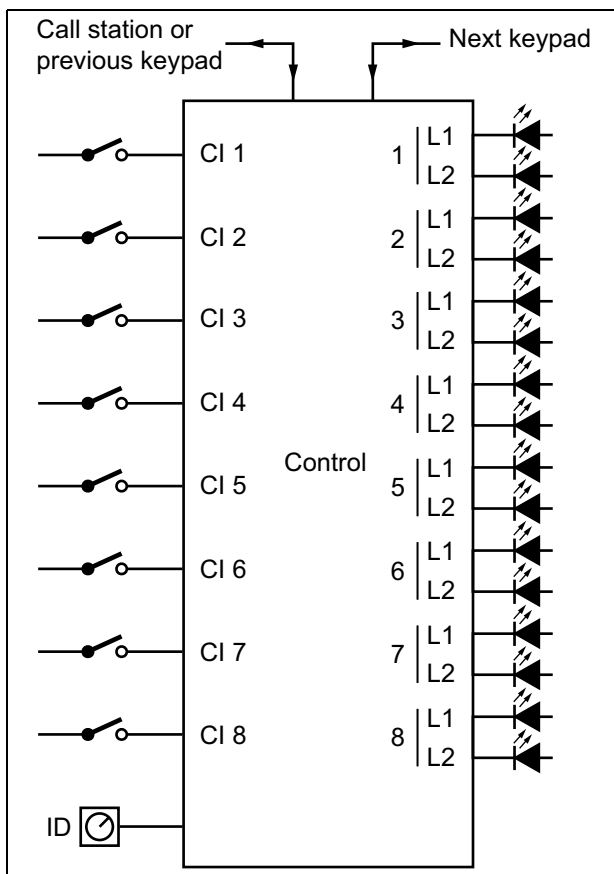 Call station or
previous keypad
Next keypad
CI 1
CI 2
CI 3
CI 4
CI 5
CI 6
CI 7
CI 8
ID
Control
1 L1
L2
2 L1
L2
3 L1
L2
4 L1
L2
5 L1
L2
6 L1
L2
7 L1
L2
8 L1
L2